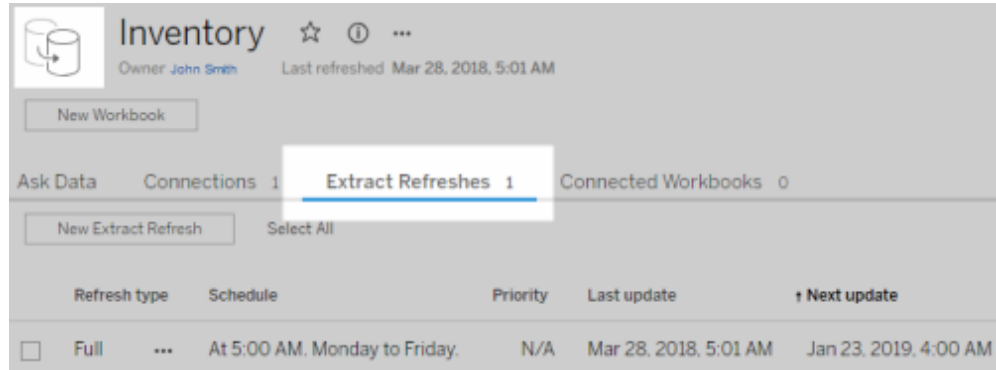 Inventory
Owner John Smith Last refreshed Mar 28, 2018, 5:01 AM
New Workbook
Ask Data Connections 1 Extract Refreshes 1 Connected Workbooks 0
New Extract Refresh Select All
Refresh type Schedule Priority Last update ↑ Next update
Full ••• At 5:00 AM. Monday to Friday. N/A Mar 28, 2018, 5:01 AM Jan 23, 2019, 4:00 AM